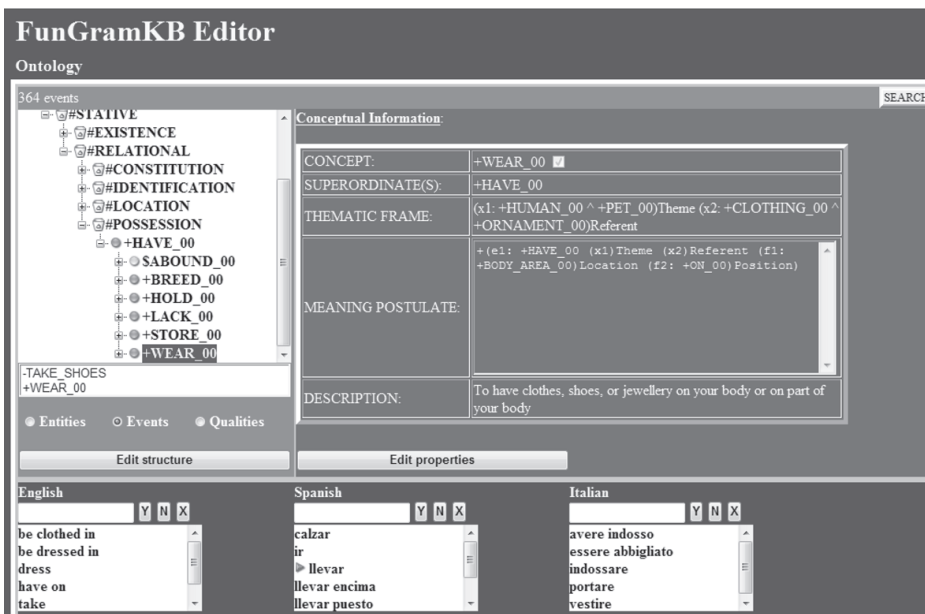 FunGramKB Editor
Ontology
364 events
SEARCH
#STATIVE
#EXISTENCE
#RELATIONAL
#CONSTITUTION
#IDENTIFICATION
#LOCATION
#POSSESSION
+HAVE_00
$ABOUND_00
+BREED_00
+HOLD_00
+LACK_00
+STORE_00
+WEAR_00
-TAKE_SHOES
+WEAR_00
Entities Events Qualities
Edit structure
Conceptual Information:
CONCEPT: +WEAR_00
SUPERORDINATE(S): +HAVE_00
THEMATIC FRAME: (x1: +HUMAN_00 ^ +PET_00)Theme (x2: +CLOTHING_00 ^
+ORNAMENT_00)Referent
MEANING POSTULATE: +(e1: +HAVE_00 (x1)Theme (x2)Referent (f1:
+BODY_AREA_00)Location (f2: +ON_00)Position)
DESCRIPTION: To have clothes, shoes, or jewellery on your body or on part of
your body
Edit properties
English
Y N X
be clothed in
be dressed in
dress
have on
take
Spanish
Y N X
calzar
ir
llevar
llevar encima
llevar puesto
Italian
Y N X
avere indosso
essere abbigliato
indossare
portare
vestire